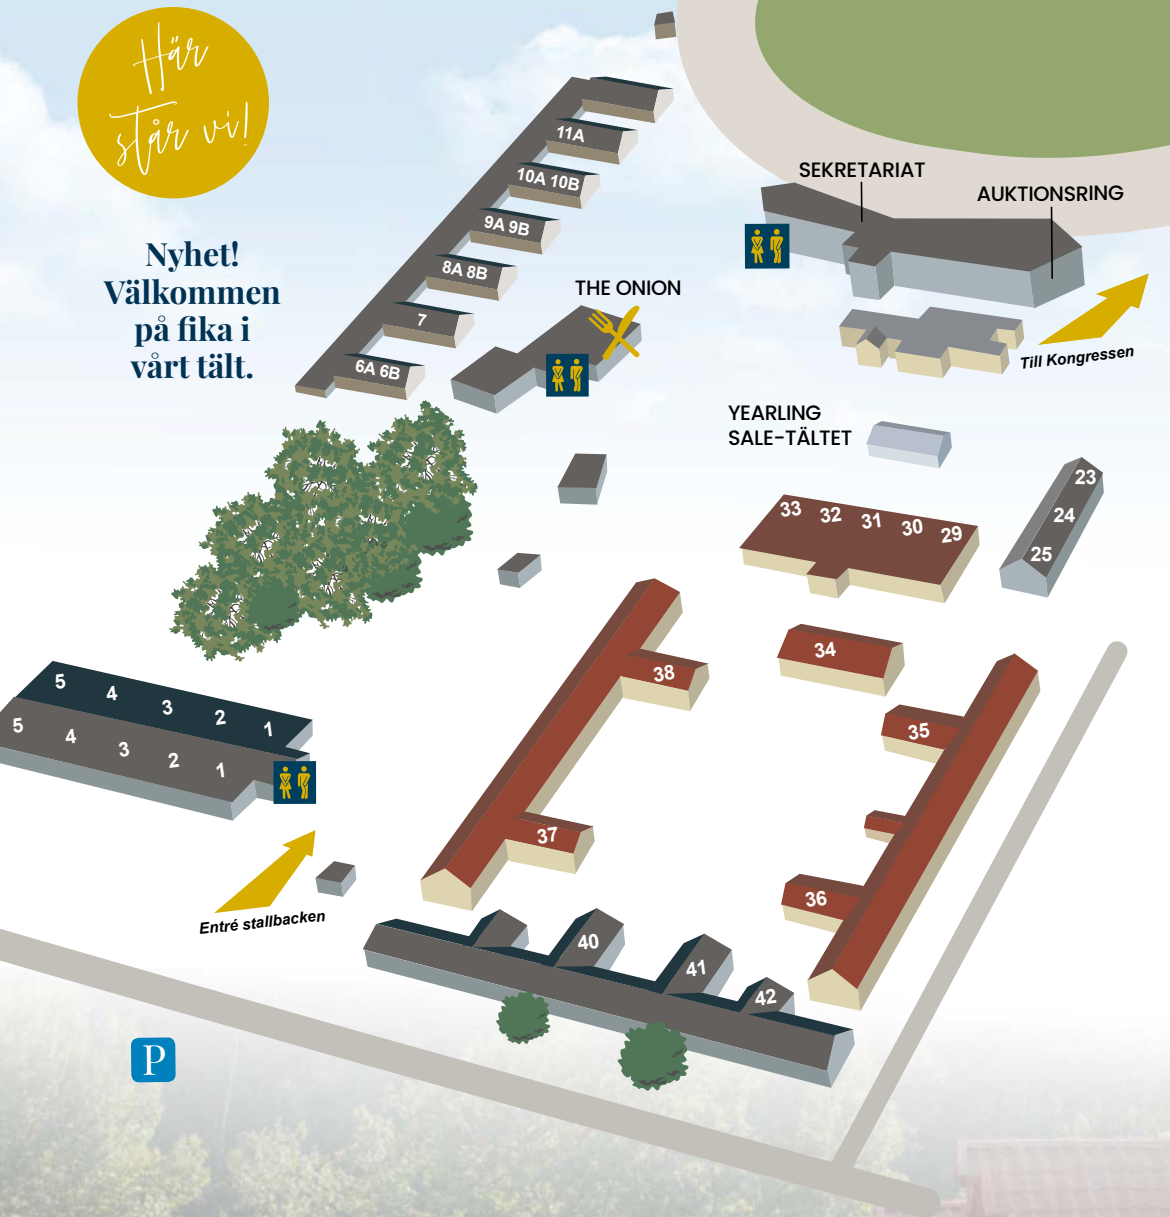 Här
står vi!
Nyhet!
Välkommen
på fika i
vårt tält.
11A
10A 10B
9A 9B
8A 8B
7
6A 6B
THE ONION
SEKRETARIAT
AUKTIONSRING
Till Kongressen
YEARLING
SALE-TÄLTET
33 32 31 30 29
23
24
25
34
35
36
38
37
5 4 3 2 1
5 4 3 2 1
Entré stallbacken
40
41
42
P